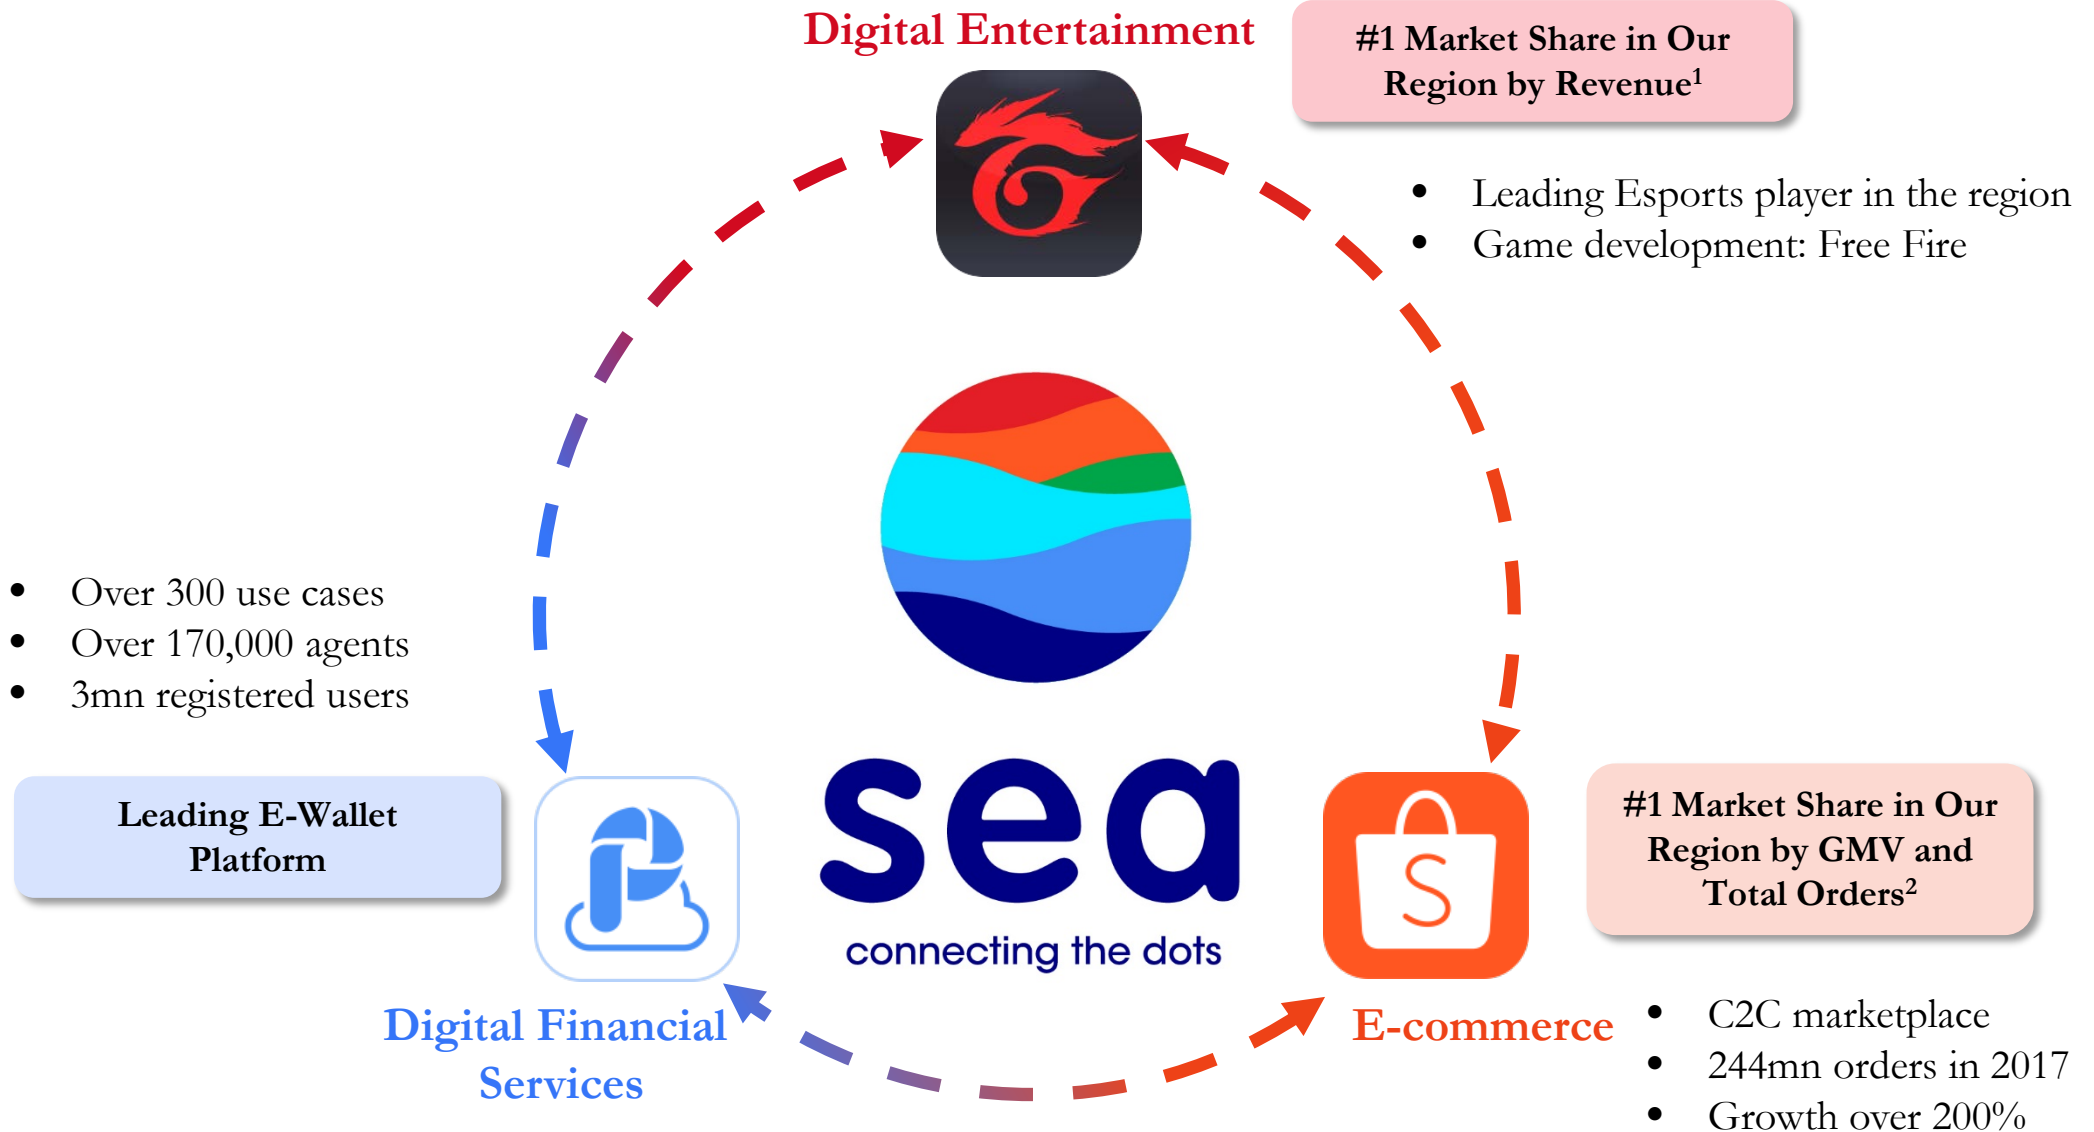 Digital Entertainment
#1 Market Share in Our
Region by Revenue¹
• Leading Esports player in the region
• Game development: Free Fire
• Over 300 use cases
• Over 170,000 agents
• 3mn registered users
Leading E-Wallet
Platform
Digital Financial
Services
sea
connecting the dots
S
#1 Market Share in Our
Region by GMV and
Total Orders²
E-commerce
• C2C marketplace
• 244mn orders in 2017
• Growth over 200%